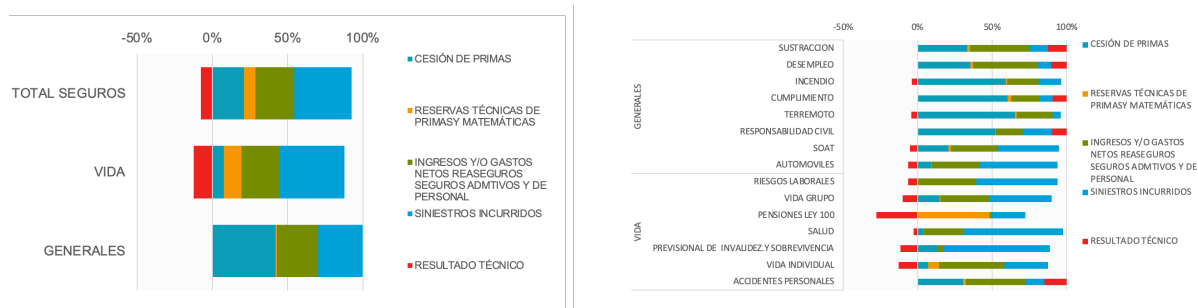 -50%
0%
50%
100%
TOTAL SEGUROS
VIDA
GENERALES
CESIÓN DE PRIMAS
RESERVAS TÉCNICAS DE
PRIMASY MATEMÁTICAS
INGRESOS Y/O GASTOS
NETOS REASEGUROS
SEGUROS ADMTIVOS Y DE
PERSONAL
SINIESTROS INCURRIDOS
RESULTADO TÉCNICO
-50%
0%
50%
100%
GENERALES
SUSTRACCION
DESEMPLEO
INCENDIO
CUMPLIMIENTO
TERREMOTO
RESPONSABILIDAD CIVIL
SOAT
AUTOMOVILES
VIDA
RIESGOS LABORALES
VIDA GRUPO
PENSIONES LEY 100
SALUD
PREVISIONAL DE INVALIDEZ.Y SOBREVIVENCIA
VIDA INDIVIDUAL
ACCIDENTES PERSONALES
CESIÓN DE PRIMAS
RESERVAS TÉCNICAS DE
PRIMASY MATEMÁTICAS
INGRESOS Y/O GASTOS
NETOS REASEGUROS
SEGUROS ADMTIVOS Y DE
PERSONAL
SINIESTROS INCURRIDOS
RESULTADO TÉCNICO